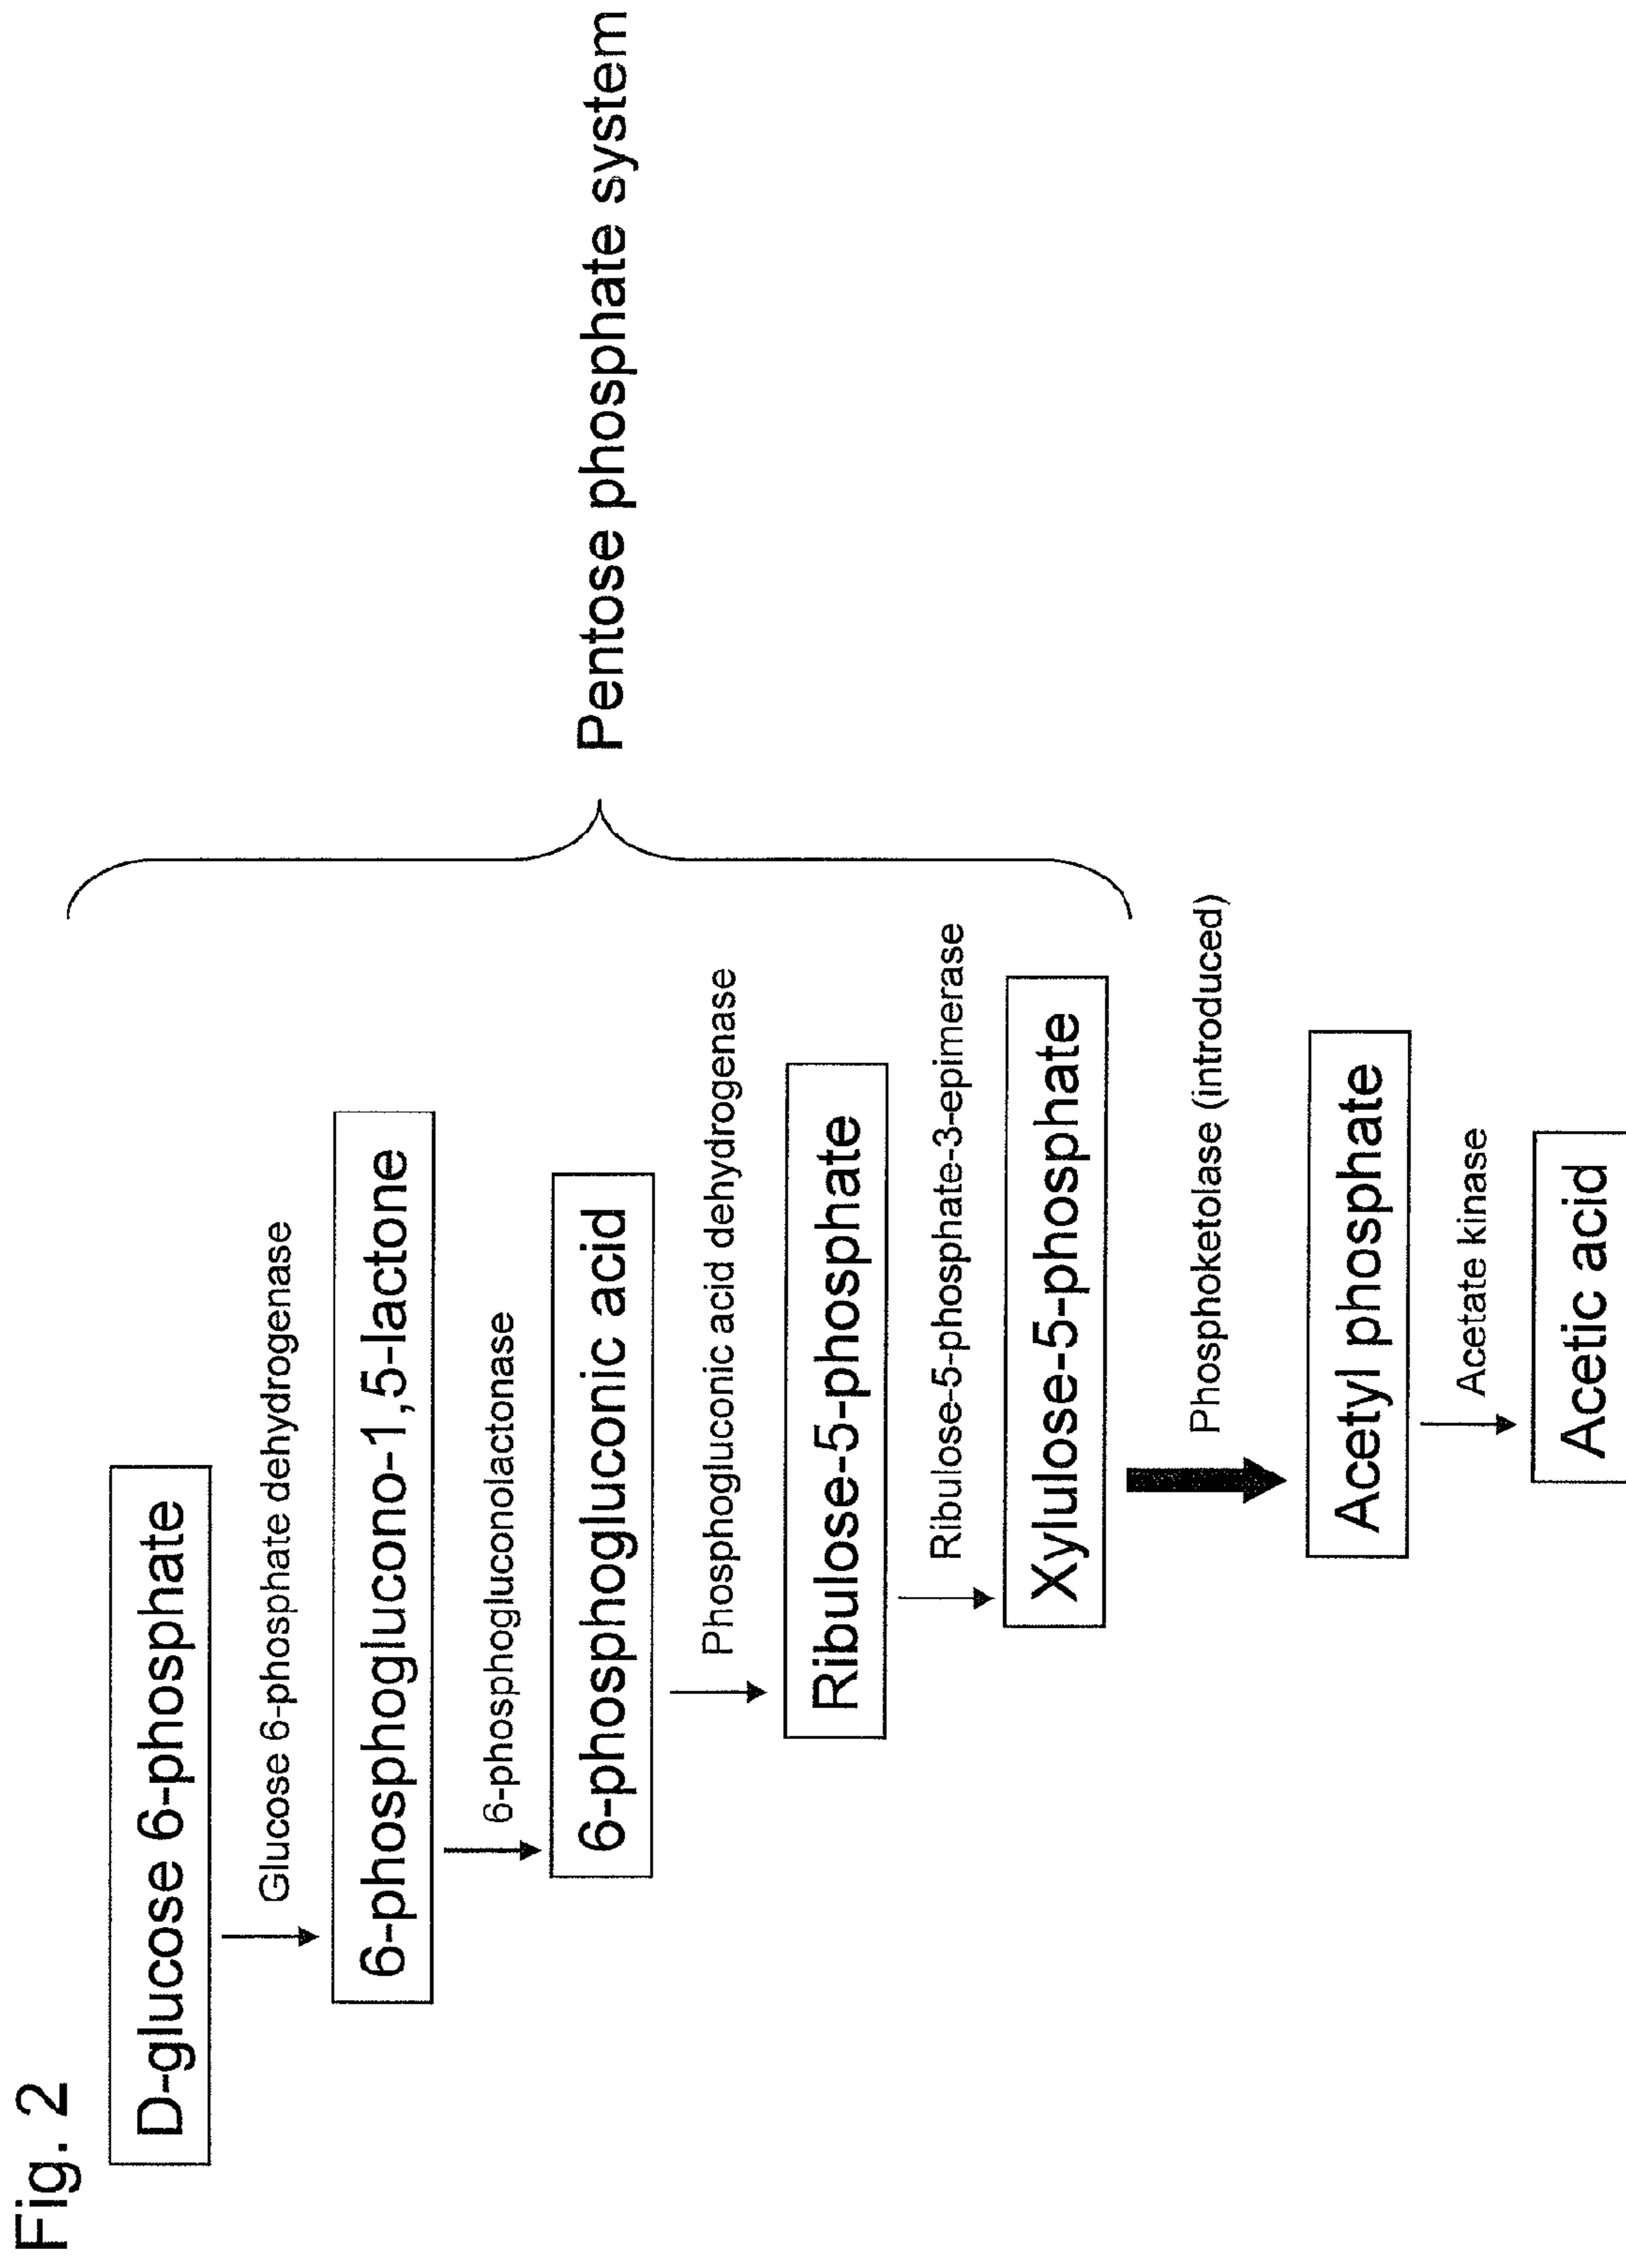 Fig. 2
D-glucose 6-phosphate
Glucose 6-phosphate dehydrogenase
6-phosphoglucono-1,5-lactone
6-phosphogluconolactonase
6-phosphogluconic acid
Phosphogluconic acid dehydrogenase
Ribulose-5-phosphate
Ribulose-5-phosphate-3-epimerase
Xylulose-5-phosphate
Pentose phosphate system
Phosphoketolase (introduced)
Acetyl phosphate
Acetate kinase
Acetic acid